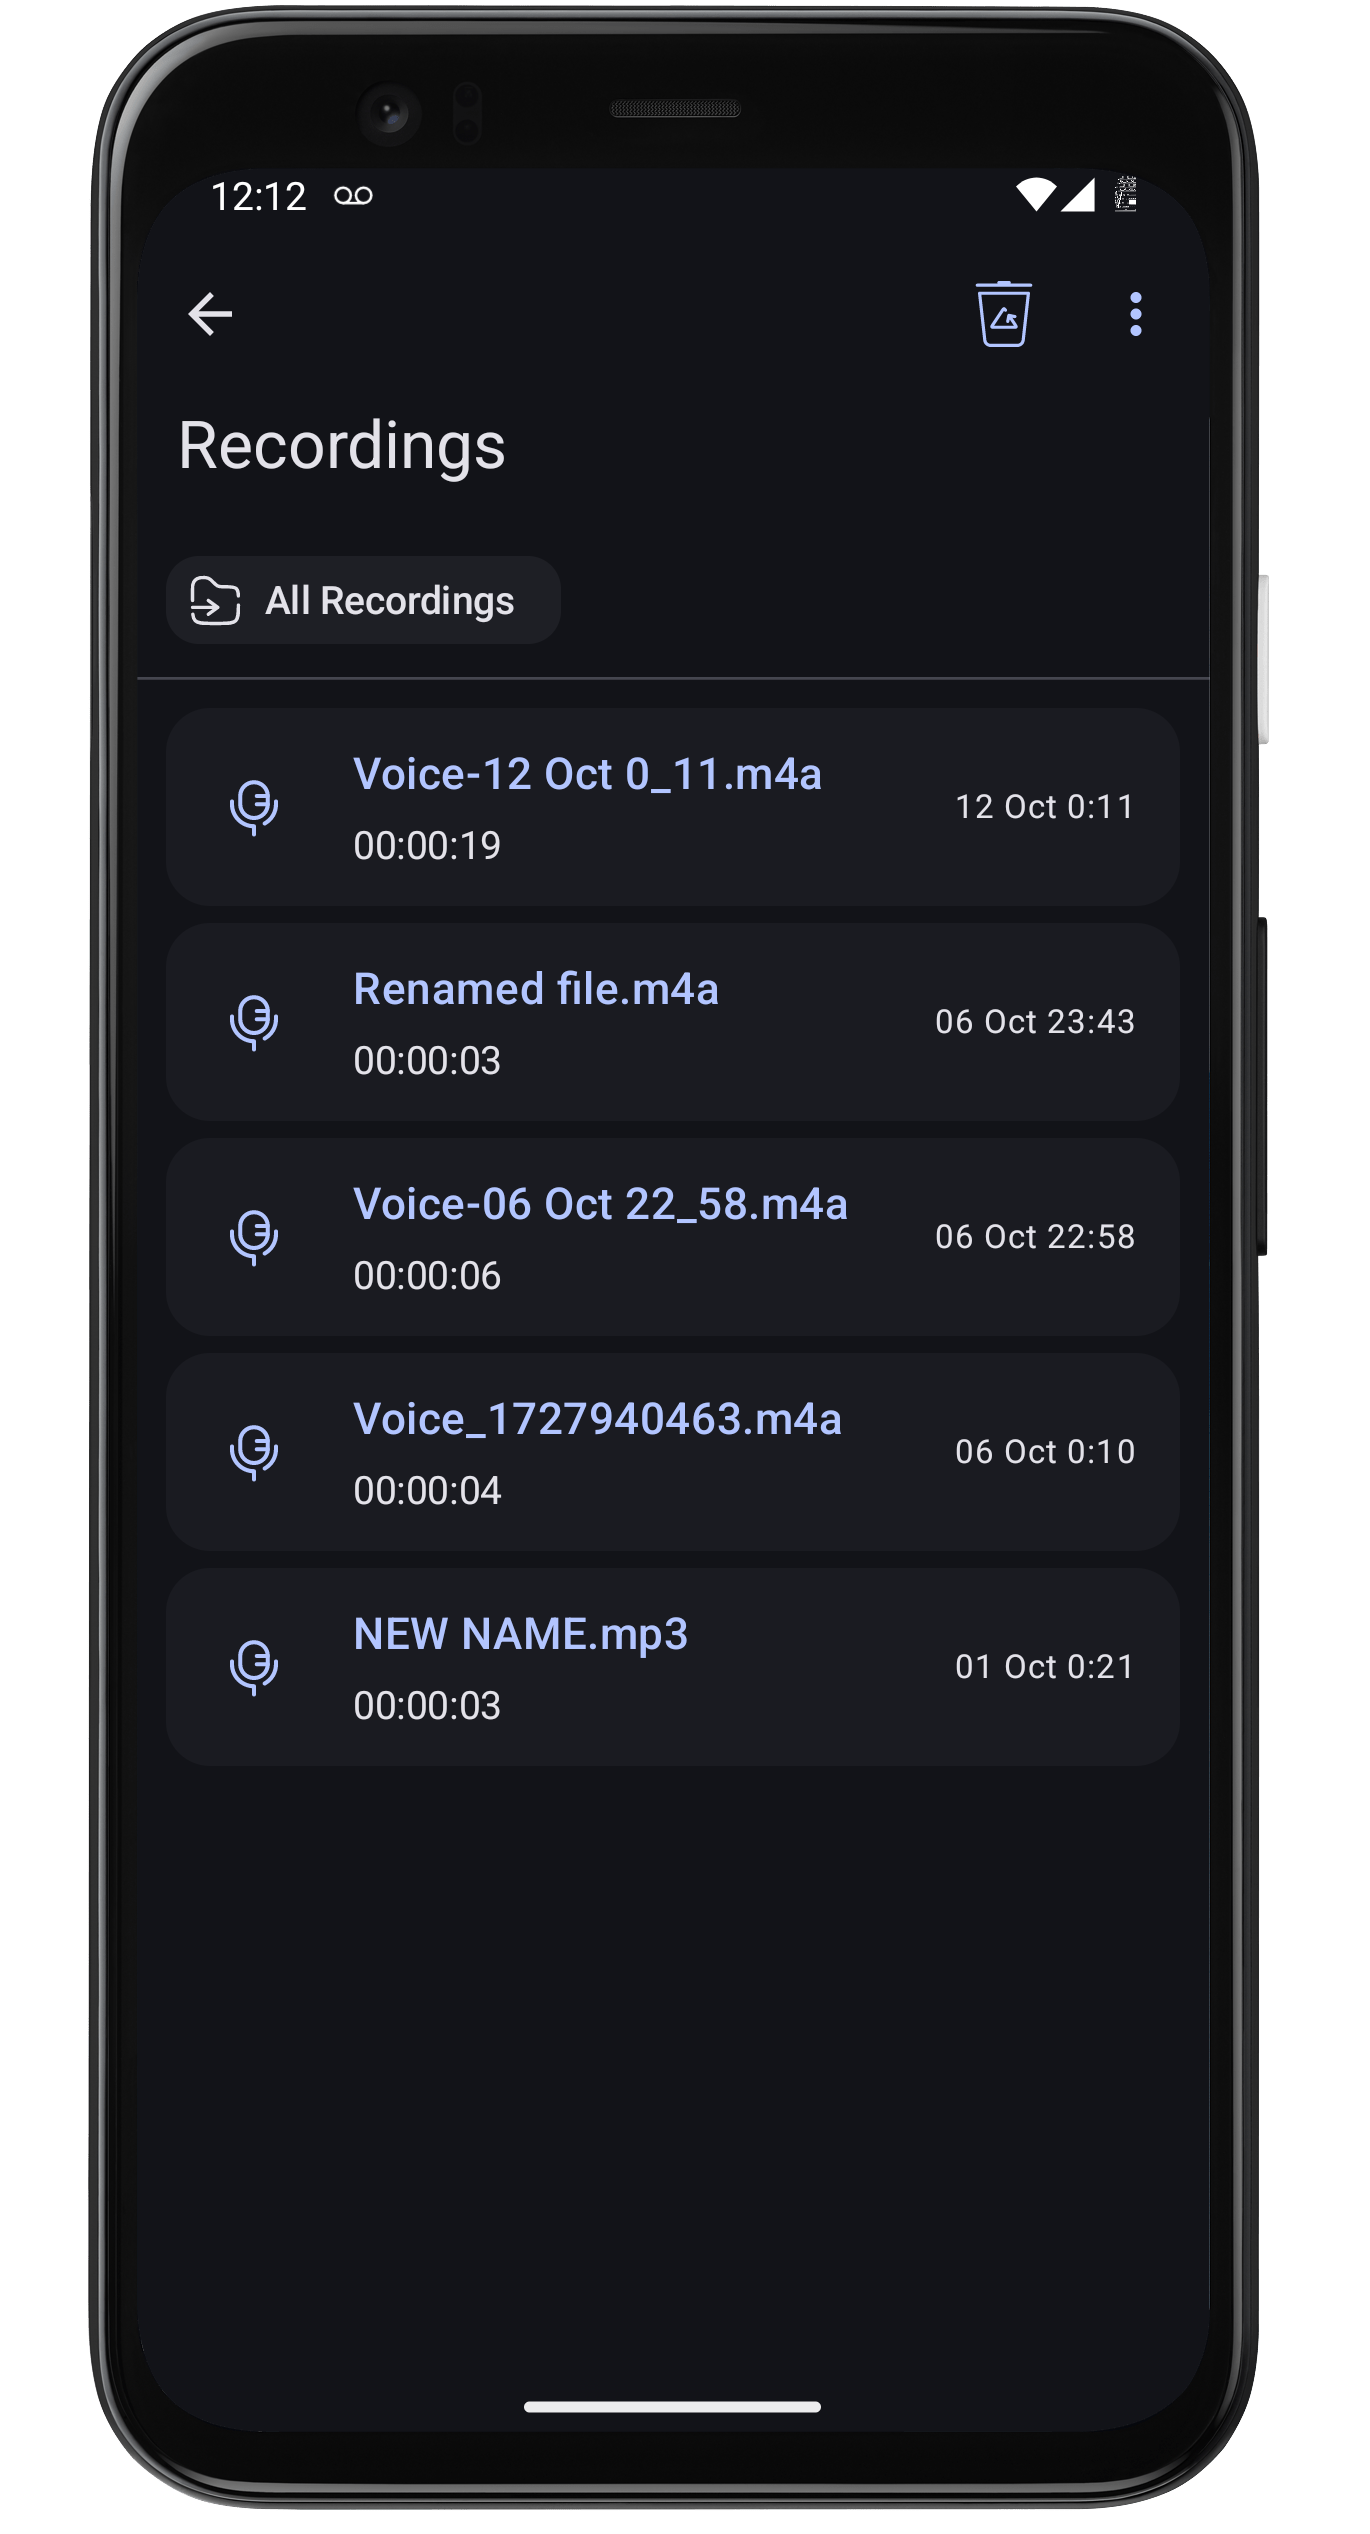 12:12
Recordings
All Recordings
Voice-12 Oct 0_11.m4a
12 Oct 0:11
00:00:19
Renamed file.m4a
06 Oct 23:43
00:00:03
Voice-06 Oct 22_58.m4a
06 Oct 22:58
00:00:06
Voice_1727940463.m4a
06 Oct 0:10
00:00:04
NEW NAME.mp3
01 Oct 0:21
00:00:03